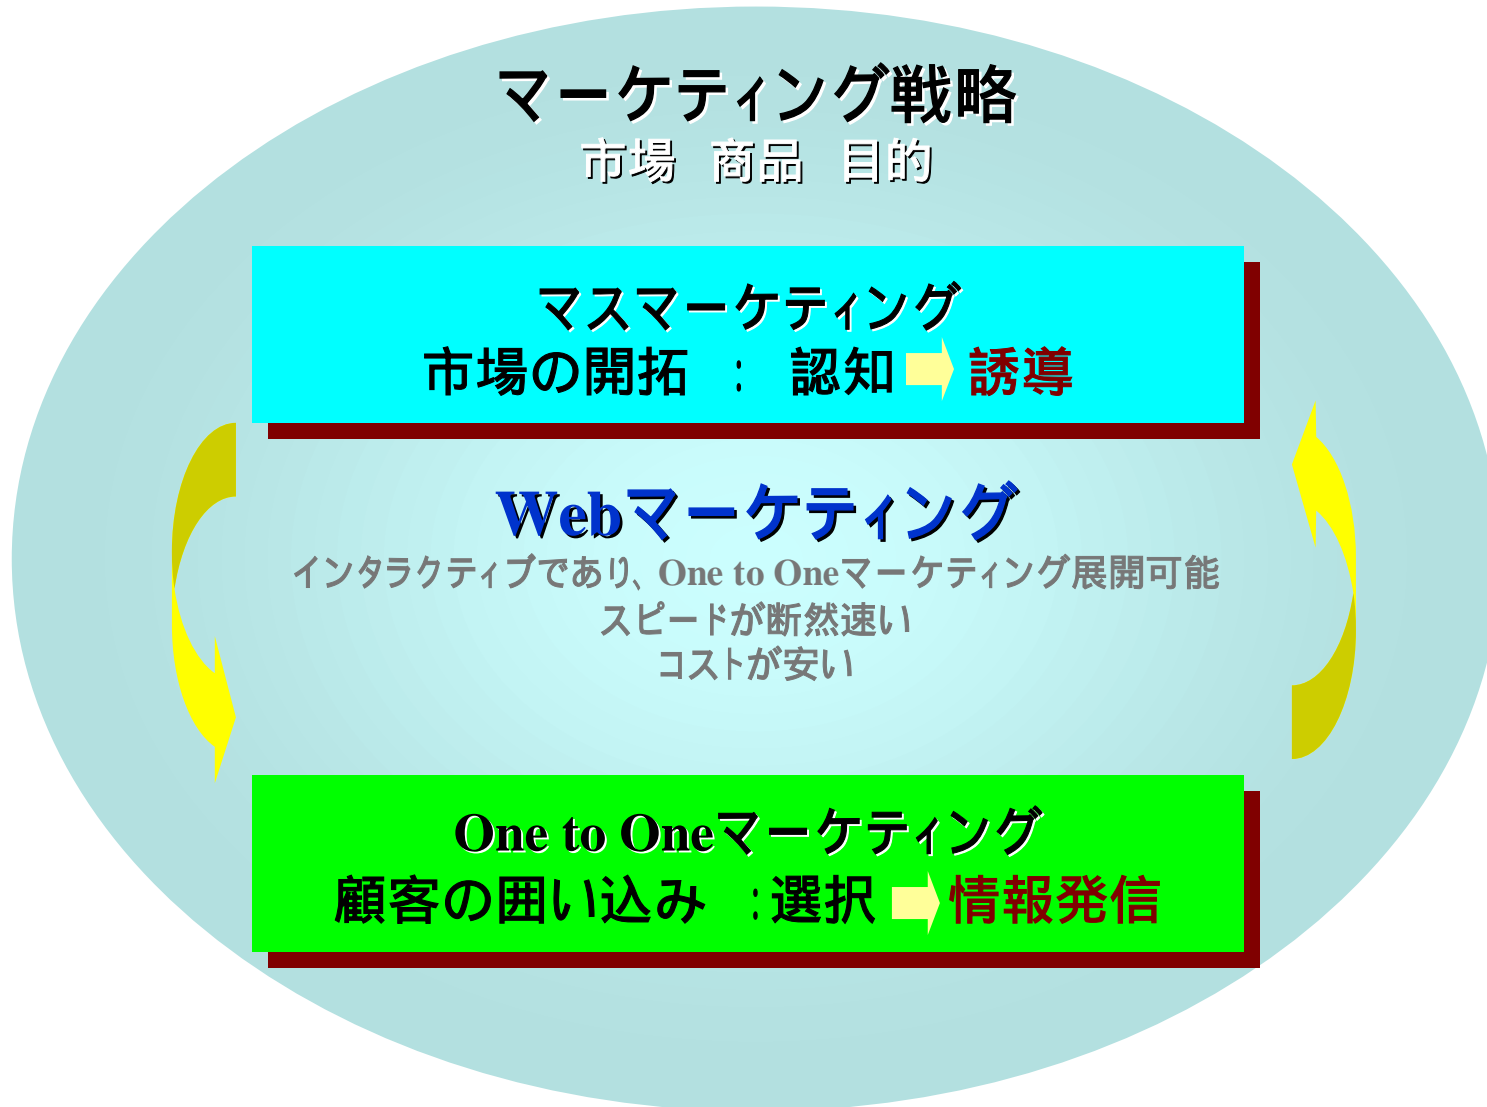 マーケティング戦略
市場　商品　目的
マスマーケティング
市場の開拓　：　認知 誘導
Webマーケティング
インタラクティブであり、One to Oneマーケティング展開可能
スピードが断然速い
コストが安い
One to Oneマーケティング
顧客の囲い込み　：選択 情報発信